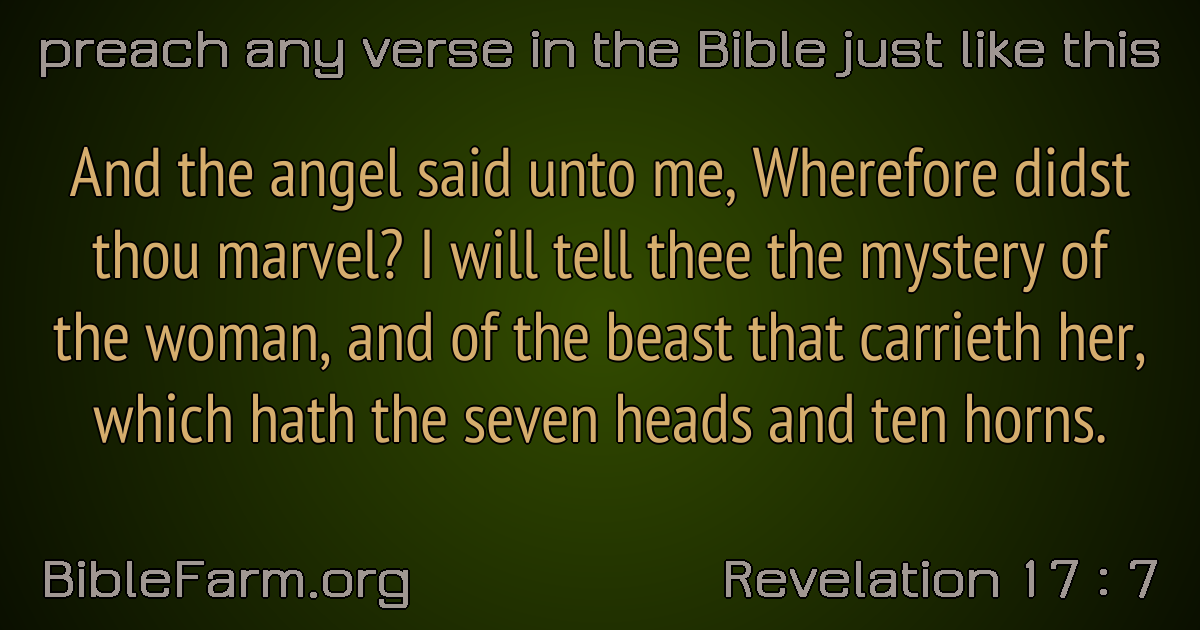 preach any verse in the Bible just like this
And the angel said unto me, Wherefore didst
thou marvel? I will tell thee the mystery of
the woman, and of the beast that carrieth her,
which hath the seven heads and ten horns.
BibleFarm.org
Revelation 17 : 7